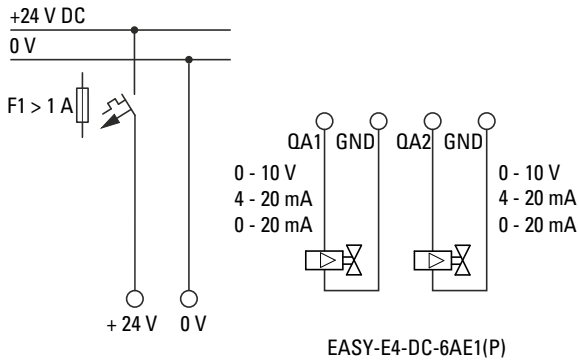 +24 V DC
0 V
F1 > 1 A
QA1 GND QA2 GND
0 - 10 V
4 - 20 mA
0 - 20 mA
0 - 10 V
4 - 20 mA
0 - 20 mA
+ 24 V 0 V
EASY-E4-DC-6AE1(P)